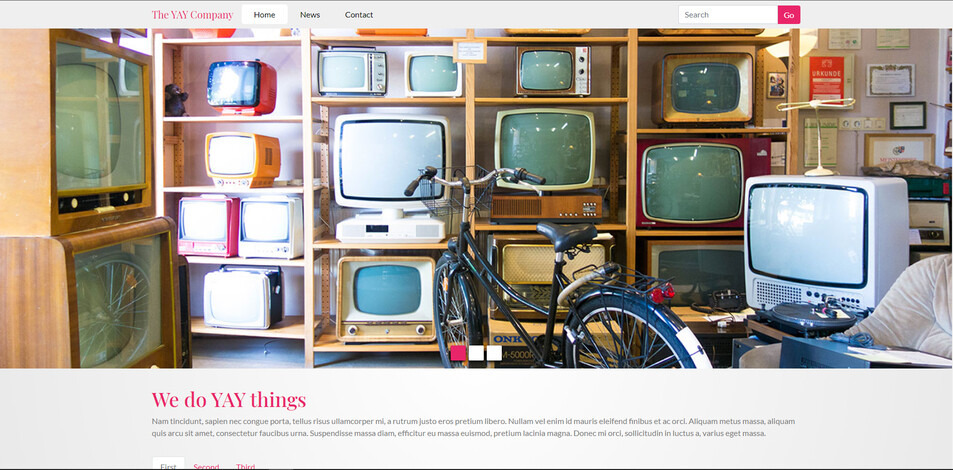 The YAY Company
Home
News
Contact
Search
Go
URKUNDE
ONK
M-5000R
We do YAY things
Nam tincidunt, sapien nec congue porta, tellus risus ullamcorper mi, a rutrum justo eros pretium libero. Nullam vel enim id mauris eleifend finibus et ac orci. Aliquam metus massa, aliquam
quis arcu sit amet, consectetur faucibus urna. Suspendisse massa diam, efficitur eu massa euismod, pretium lacinia magna. Donec mi orci, sollicitudin in luctus a, varius eget massa.
First
Second
Third